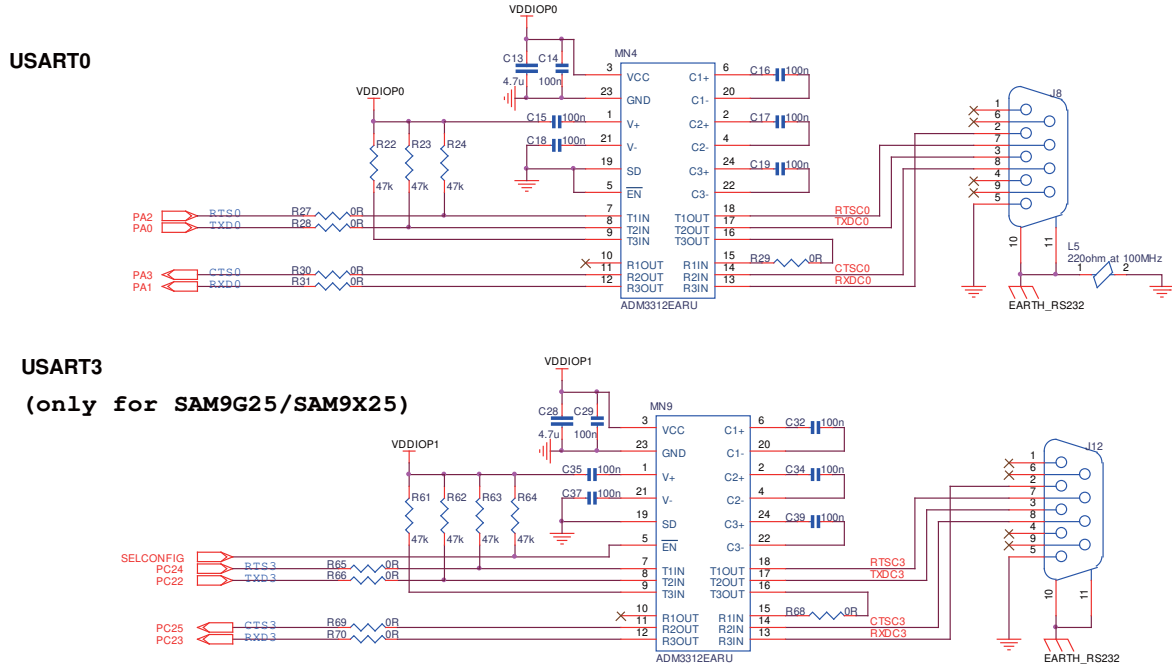 USART0
VDDIOP0
C13
4.7u
C14
100n
MN4
3 VCC C1+ 6
23 GND C1- 20
1 V+ C2+ 2
21 V- C2- 4
19 SD C3+ 24
5 EN C3- 22
7 T1IN T1OUT 18
8 T2IN T2OUT 17
9 T3IN T3OUT 16
10 R1OUT R1IN 15
11 R2OUT R2IN 14
12 R3OUT R3IN 13
ADM3312EARU
C16 100n
C17 100n
C19 100n
VDDIOP0
C15 100n
C18 100n
R22 R23 R24
47k 47k 47k
PA2 RTS0 R27 0R
PA0 TXD0 R28 0R
PA3 CTS0 R30 0R
PA1 RXD0 R31 0R
RTSC0
TXDC0
R29 0R
CTSC0
RXDC0
J8
1
6
2
7
3
8
4
9
5
10
11
L5
220ohm at 100MHz
1 2
EARTH_RS232
USART3
(only for SAM9G25/SAM9X25)
VDDIOP1
C28
4.7u
C29
100n
MN9
3 VCC C1+ 6
23 GND C1- 20
1 V+ C2+ 2
21 V- C2- 4
19 SD C3+ 24
5 EN C3- 22
7 T1IN T1OUT 18
8 T2IN T2OUT 17
9 T3IN T3OUT 16
10 R1OUT R1IN 15
11 R2OUT R2IN 14
12 R3OUT R3IN 13
ADM3312EARU
C32 100n
C34 100n
C39 100n
VDDIOP1
C35 100n
C37 100n
R61 R62 R63 R64
47k 47k 47k 47k
SELCONFIG
PC24 RTS3 R65 0R
PC22 TXD3 R66 0R
PC25 CTS3 R69 0R
PC23 RXD3 R70 0R
RTSC3
TXDC3
R68 0R
CTSC3
RXDC3
J12
1
6
2
7
3
8
4
9
5
10
11
EARTH_RS232